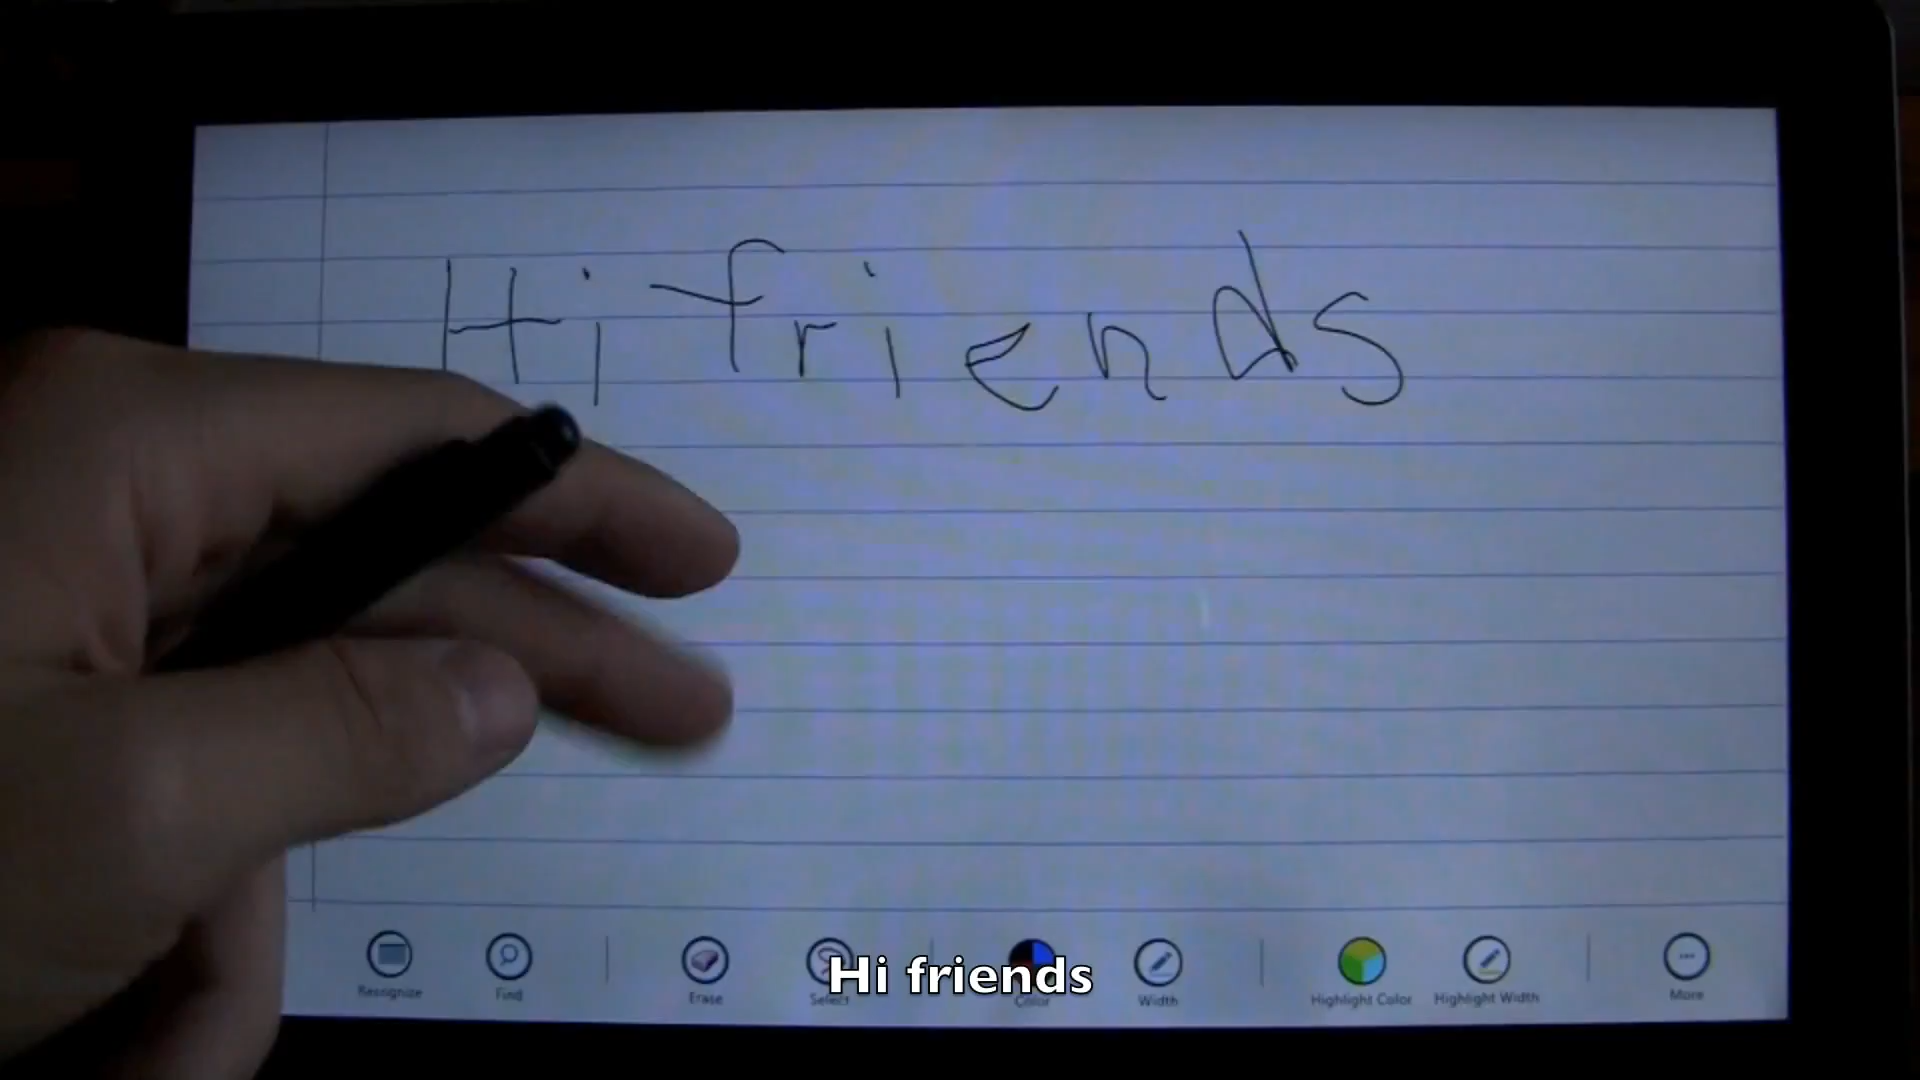 Hi friends
Recognize
Find
Erase
Select
Color
Width
Highlight Color
Highlight Width
More
Hi friends